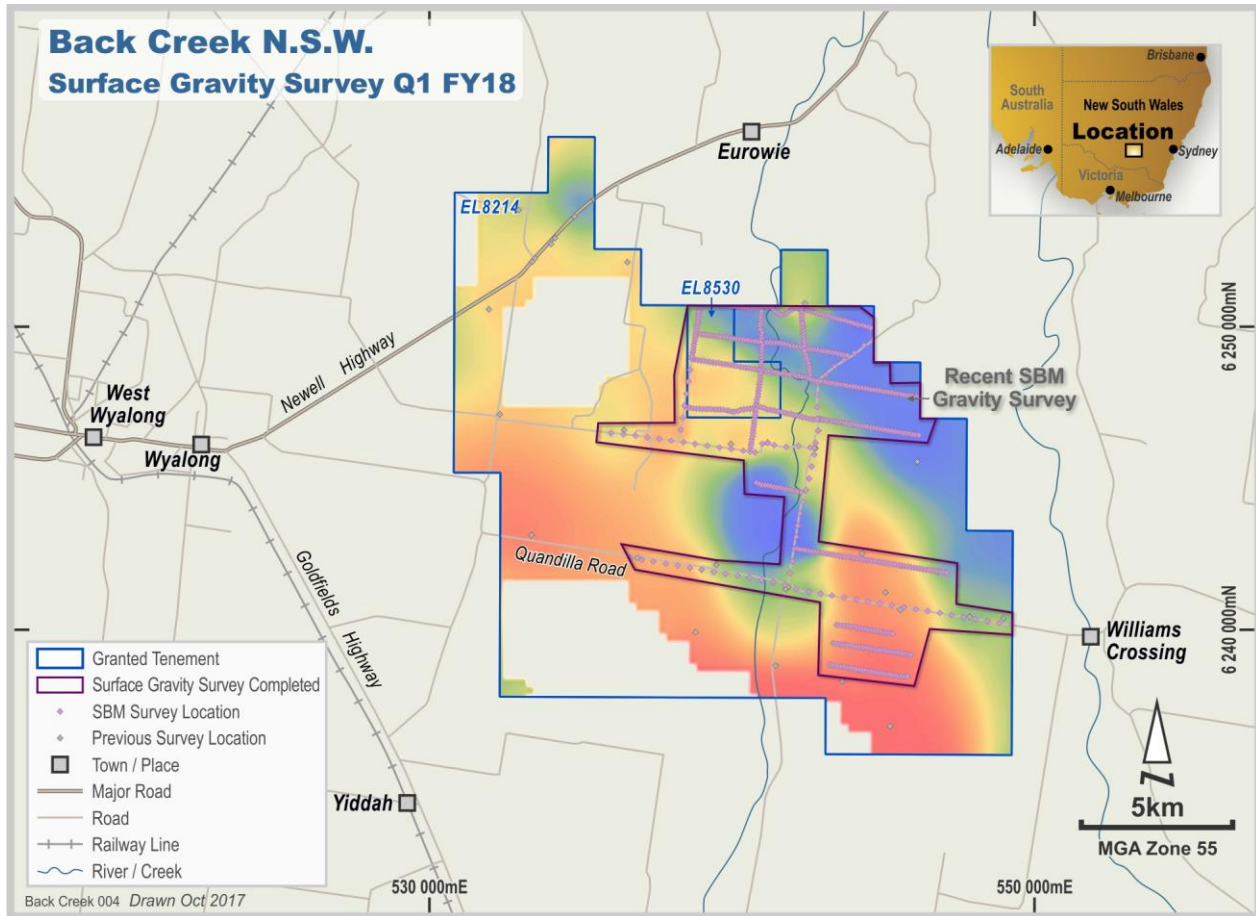 Back Creek N.S.W.
Surface Gravity Survey Q1 FY18
Brisbane
South
Australia
New South Wales
Location
Adelaide
Sydney
Victoria
Melbourne
Eurowie
EL8214
EL8530
6 250 000mN
Newell Highway
Recent SBM
Gravity Survey
West
Wyalong
Wyalong
Quandilla Road
Goldfields Highway
Williams
Crossing
6 240 000mN
Granted Tenement
Surface Gravity Survey Completed
SBM Survey Location
Previous Survey Location
Town / Place
Major Road
Road
Railway Line
River / Creek
Yiddah
N
5km
MGA Zone 55
530 000mE
550 000mE
Back Creek 004 Drawn Oct 2017